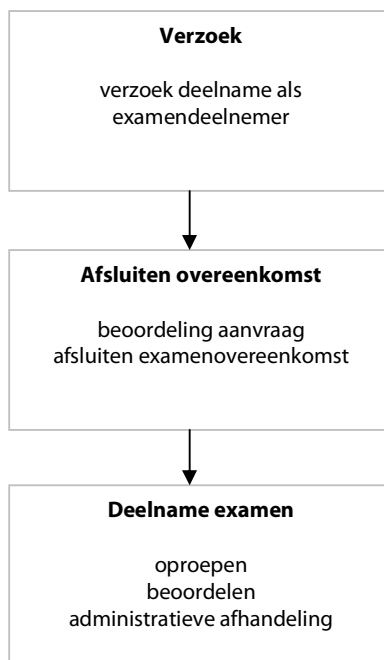 Verzoek
verzoek deelname als
examendeelnemer
Afsluiten overeenkomst
beoordeling aanvraag
afsluiten examenovereenkomst
Deelname examen
oproepen
beoordelen
administratieve afhandeling